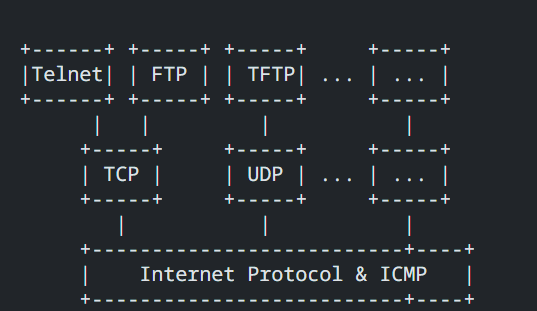 +------+ +-----+ +-----+     +-----+
|Telnet| | FTP | | TFTP| ... | ... |
+------+ +-----+ +-----+     +-----+
      |   |         |           |
     +-----+     +-----+     +-----+
     | TCP |     | UDP | ... | ... |
     +-----+     +-----+     +-----+
        |           |           |
     +--------------------------+----+
     |    Internet Protocol & ICMP   |
     +--------------------------+----+